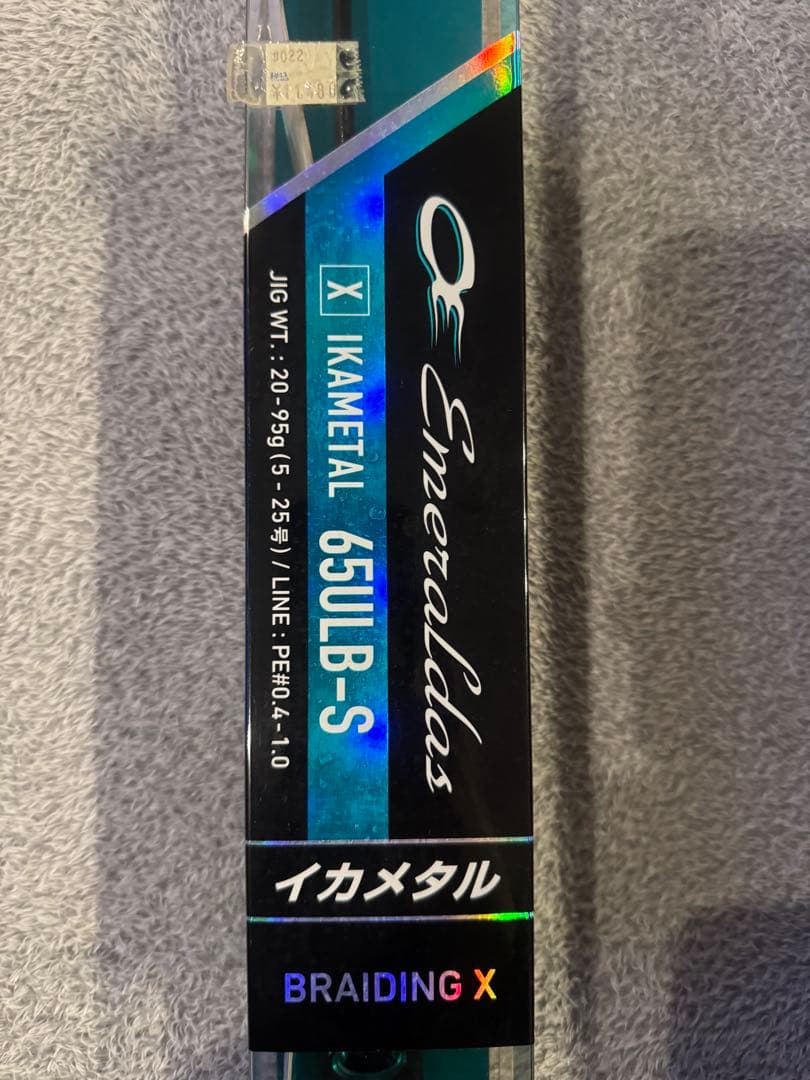 Emeraldas
X IKAMETAL 65ULB-S
JIG WT.: 20-95g (5-25号) / LINE: PE#0.4-1.0
イカメタル
BRAIDING X